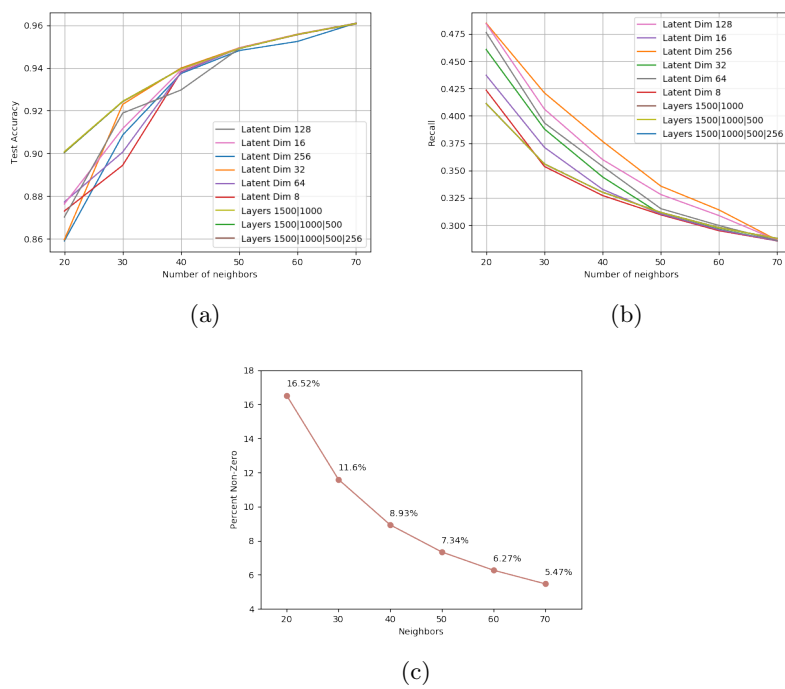 0.96
0.94
0.92
0.90
0.88
0.86
Test Accuracy
20 30 40 50 60 70
Number of neighbors
Latent Dim 128
Latent Dim 16
Latent Dim 256
Latent Dim 32
Latent Dim 64
Latent Dim 8
Layers 1500|1000
Layers 1500|1000|500
Layers 1500|1000|500|256
(a)
0.475
0.450
0.425
0.400
0.375
0.350
0.325
0.300
Recall
20 30 40 50 60 70
Number of neighbors
Latent Dim 128
Latent Dim 16
Latent Dim 256
Latent Dim 32
Latent Dim 64
Latent Dim 8
Layers 1500|1000
Layers 1500|1000|500
Layers 1500|1000|500|256
(b)
18
16
14
12
10
8
6
4
Percent Non-Zero
16.52%
11.6%
8.93%
7.34%
6.27%
5.47%
20 30 40 50 60 70
Neighbors
(c)